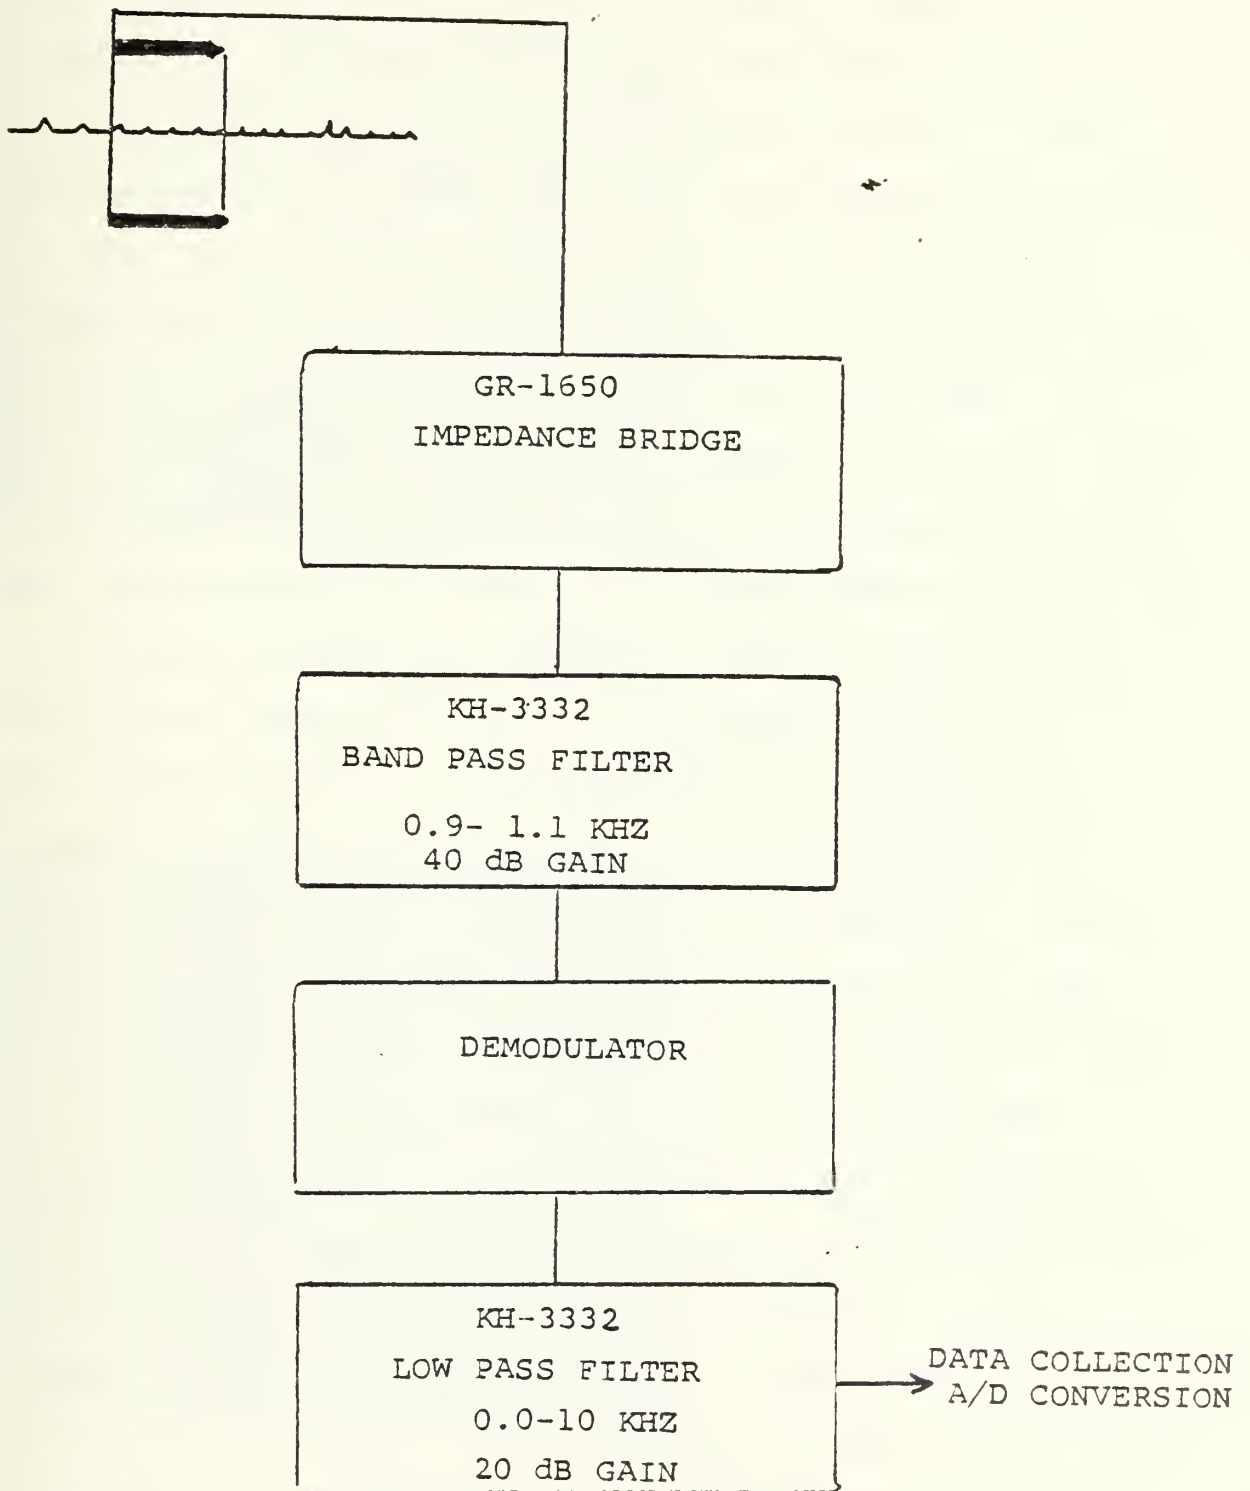 GR-1650
IMPEDANCE BRIDGE
KH-3332
BAND PASS FILTER
0.9- 1.1 KHZ
40 dB GAIN
DEMODULATOR
KH-3332
LOW PASS FILTER
0.0-10 KHZ
20 dB GAIN
DATA COLLECTION
A/D CONVERSION